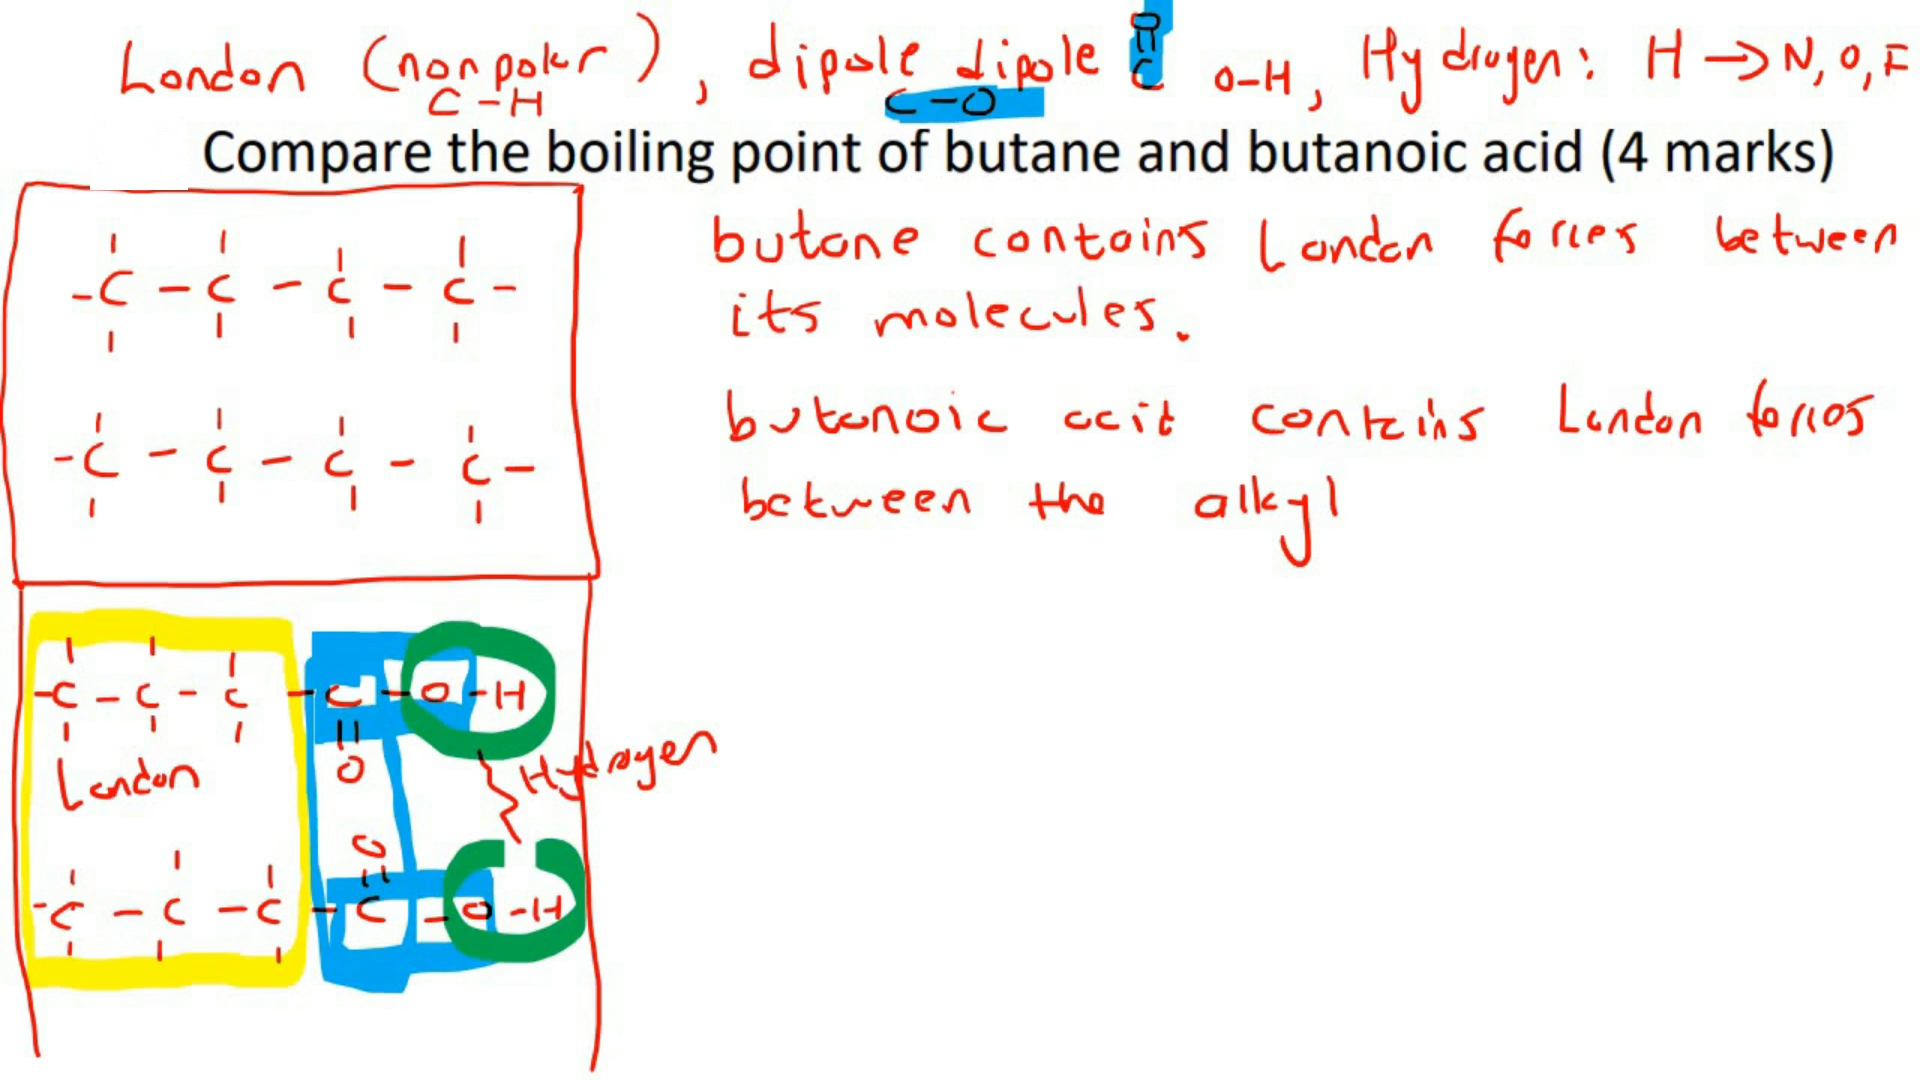 London (nonpolar), dipole dipole O=C O-H, Hydrogen: H → N, O, F
C-H C-O
Compare the boiling point of butane and butanoic acid (4 marks)
butane contains London forces between
its molecules.
butanoic acid contains London forces
between the alkyl
-C-C-C-C-
-C-C-C-C-
-C-C-C-C-O-H
O
London
Hydrogen
O
-C-C-C-C-O-H